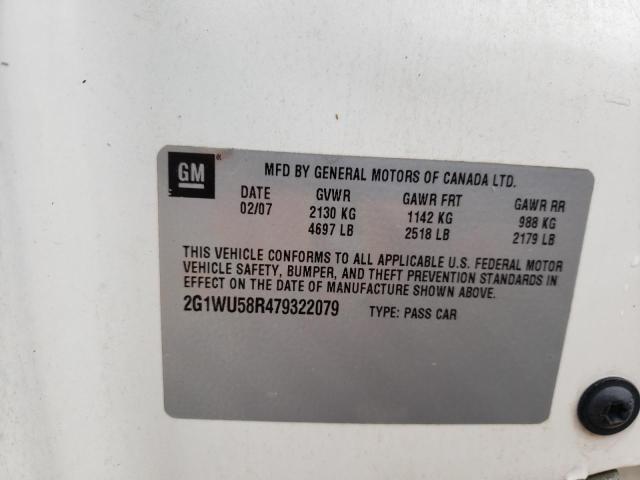 GM
MFD BY GENERAL MOTORS OF CANADA LTD.
DATE GVWR GAWR FRT GAWR RR
02/07 2130 KG 1142 KG 988 KG
4697 LB 2518 LB 2179 LB
THIS VEHICLE CONFORMS TO ALL APPLICABLE U.S. FEDERAL MOTOR
VEHICLE SAFETY, BUMPER, AND THEFT PREVENTION STANDARDS IN
EFFECT ON THE DATE OF MANUFACTURE SHOWN ABOVE.
2G1WU58R479322079 TYPE: PASS CAR